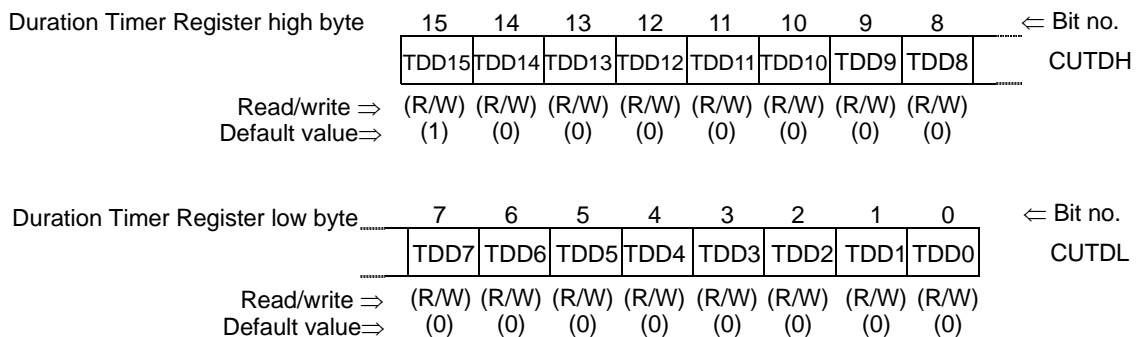 Duration Timer Register high byte 15 14 13 12 11 10 9 8 ⇐ Bit no.
TDD15 TDD14 TDD13 TDD12 TDD11 TDD10 TDD9 TDD8 CUTDH
Read/write ⇒ (R/W) (R/W) (R/W) (R/W) (R/W) (R/W) (R/W) (R/W)
Default value⇒ (1) (0) (0) (0) (0) (0) (0) (0)
Duration Timer Register low byte 7 6 5 4 3 2 1 0 ⇐ Bit no.
TDD7 TDD6 TDD5 TDD4 TDD3 TDD2 TDD1 TDD0 CUTDL
Read/write ⇒ (R/W) (R/W) (R/W) (R/W) (R/W) (R/W) (R/W) (R/W)
Default value⇒ (0) (0) (0) (0) (0) (0) (0) (0)